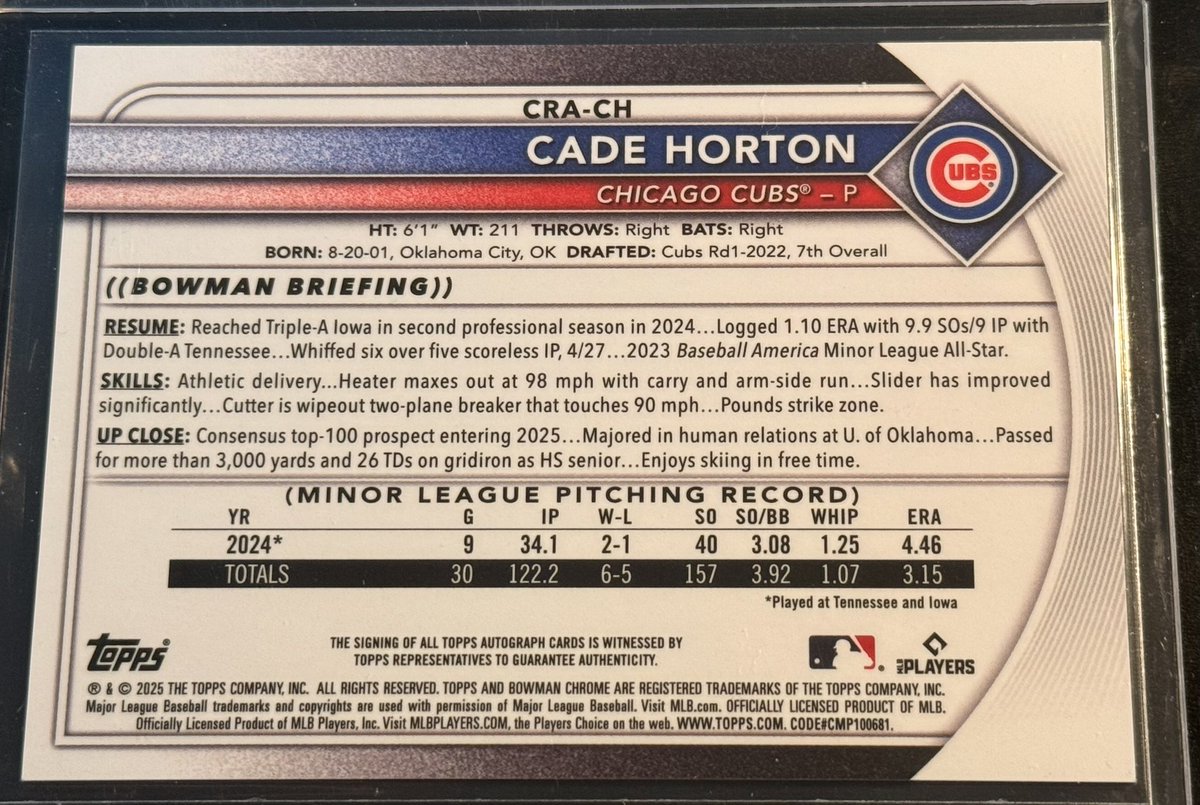 CRA-CH
CADE HORTON
CUBS®
CHICAGO CUBS® – P
HT: 6'1" WT: 211 THROWS: Right BATS: Right
BORN: 8-20-01, Oklahoma City, OK DRAFTED: Cubs Rd1-2022, 7th Overall
((BOWMAN BRIEFING))
RESUME: Reached Triple-A Iowa in second professional season in 2024...Logged 1.10 ERA with 9.9 SOs/9 IP with
Double-A Tennessee...Whiffed six over five scoreless IP, 4/27...2023 Baseball America Minor League All-Star.
SKILLS: Athletic delivery...Heater maxes out at 98 mph with carry and arm-side run...Slider has improved
significantly...Cutter is wipeout two-plane breaker that touches 90 mph...Pounds strike zone.
UP CLOSE: Consensus top-100 prospect entering 2025...Majored in human relations at U. of Oklahoma...Passed
for more than 3,000 yards and 26 TDs on gridiron as HS senior...Enjoys skiing in free time.
(MINOR LEAGUE PITCHING RECORD)
YR G IP W-L SO SO/BB WHIP ERA
2024* 9 34.1 2-1 40 3.08 1.25 4.46
TOTALS 30 122.2 6-5 157 3.92 1.07 3.15
*Played at Tennessee and Iowa
Topps®
THE SIGNING OF ALL TOPPS AUTOGRAPH CARDS IS WITNESSED BY
TOPPS REPRESENTATIVES TO GUARANTEE AUTHENTICITY.
MLB PLAYERS
® & © 2025 THE TOPPS COMPANY, INC. ALL RIGHTS RESERVED. TOPPS AND BOWMAN CHROME ARE REGISTERED TRADEMARKS OF THE TOPPS COMPANY, INC.
Major League Baseball trademarks and copyrights are used with permission of Major League Baseball. Visit MLB.com. OFFICIALLY LICENSED PRODUCT OF MLB.
Officially Licensed Product of MLB Players, Inc. Visit MLBPLAYERS.COM, the Players Choice on the web. WWW.TOPPS.COM. CODE#CMP100681.